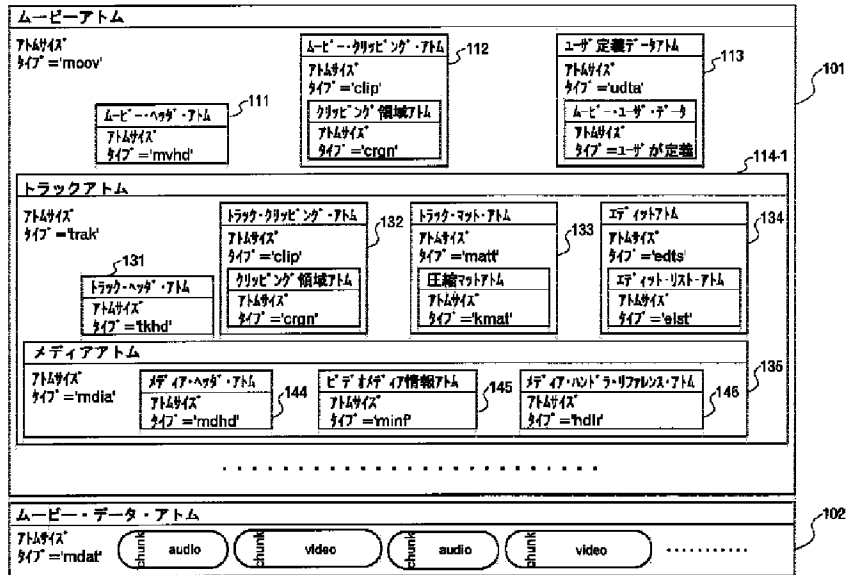 ムービーアトム
アトムサイズ
タイプ='moov'
ムービー・ヘッダ・アトム
アトムサイズ
タイプ='mvhd'
111
ムービー・クリッピング・アトム
アトムサイズ
タイプ='clip'
クリッピング領域アトム
アトムサイズ
タイプ='crgn'
112
ユーザ定義データアトム
アトムサイズ
タイプ='udta'
ムービー・ユーザ・データ
アトムサイズ
タイプ=ユーザが定義
113
101
114-1
トラックアトム
アトムサイズ
タイプ='trak'
131
トラック・ヘッダ・アトム
アトムサイズ
タイプ='tkhd'
トラック・クリッピング・アトム
アトムサイズ
タイプ='clip'
クリッピング領域アトム
アトムサイズ
タイプ='crgn'
132
トラック・マット・アトム
アトムサイズ
タイプ='matt'
圧縮マットアトム
アトムサイズ
タイプ='kmat'
133
エディットアトム
アトムサイズ
タイプ='edts'
エディット・リスト・アトム
アトムサイズ
タイプ='elst'
134
メディアアトム
アトムサイズ
タイプ='mdia'
メディア・ヘッダ・アトム
アトムサイズ
タイプ='mdhd'
144
ビデオメディア情報アトム
アトムサイズ
タイプ='minf'
145
メディア・ハンドラ・リファレンス・アトム
アトムサイズ
タイプ='hdlr'
146
135
ムービー・データ・アトム
アトムサイズ
タイプ='mdat'
chunk audio
chunk video
chunk audio
chunk video
102